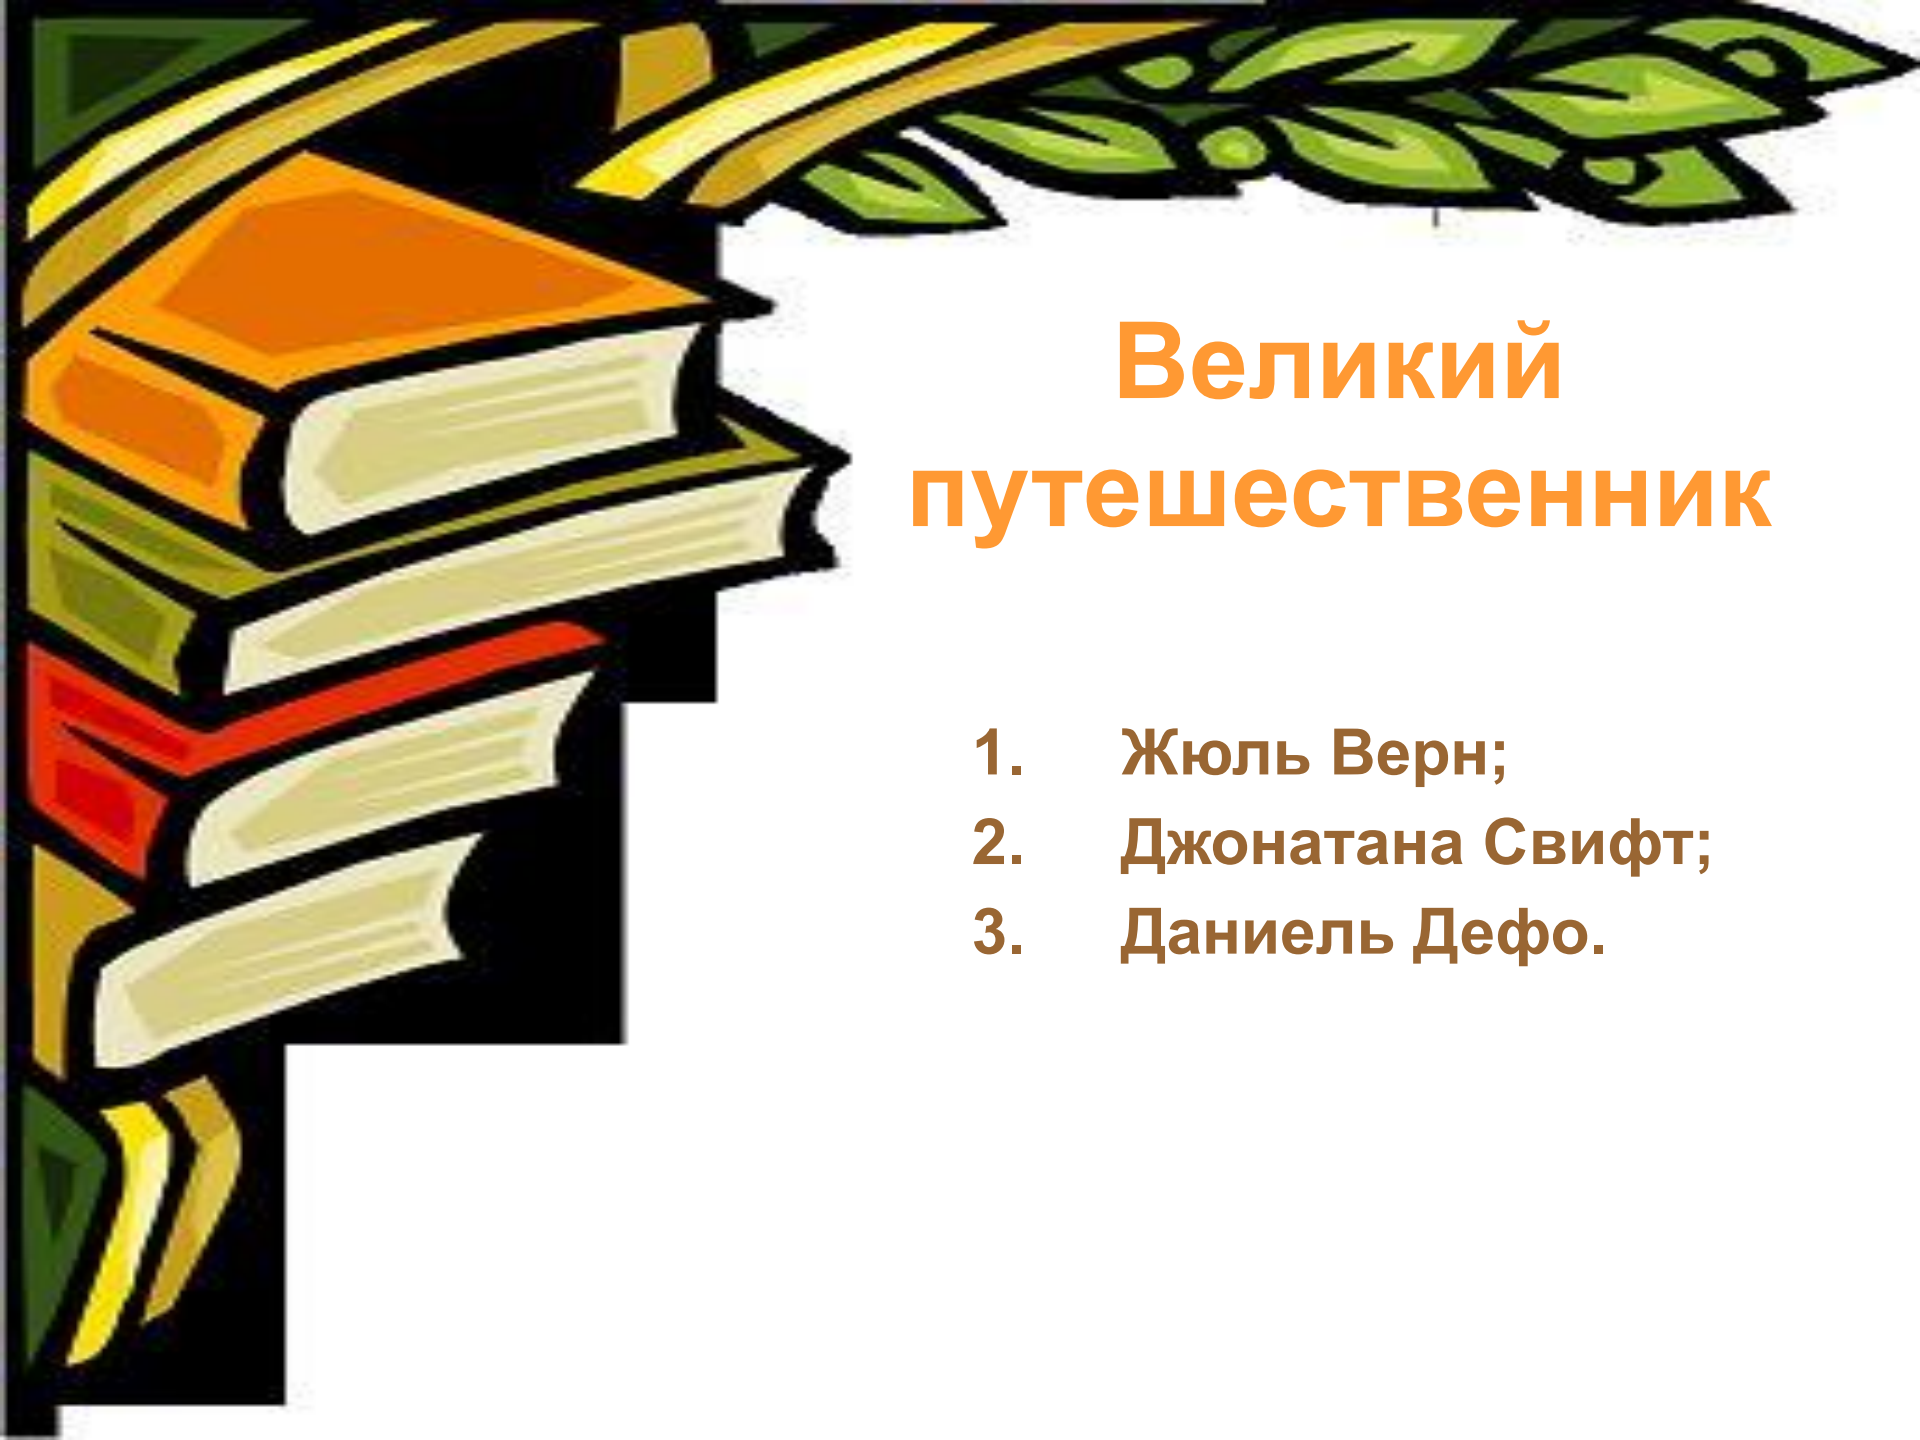 Великий
путешественник
1. Жюль Верн;
2. Джонатана Свифт;
3. Даниель Дефо.